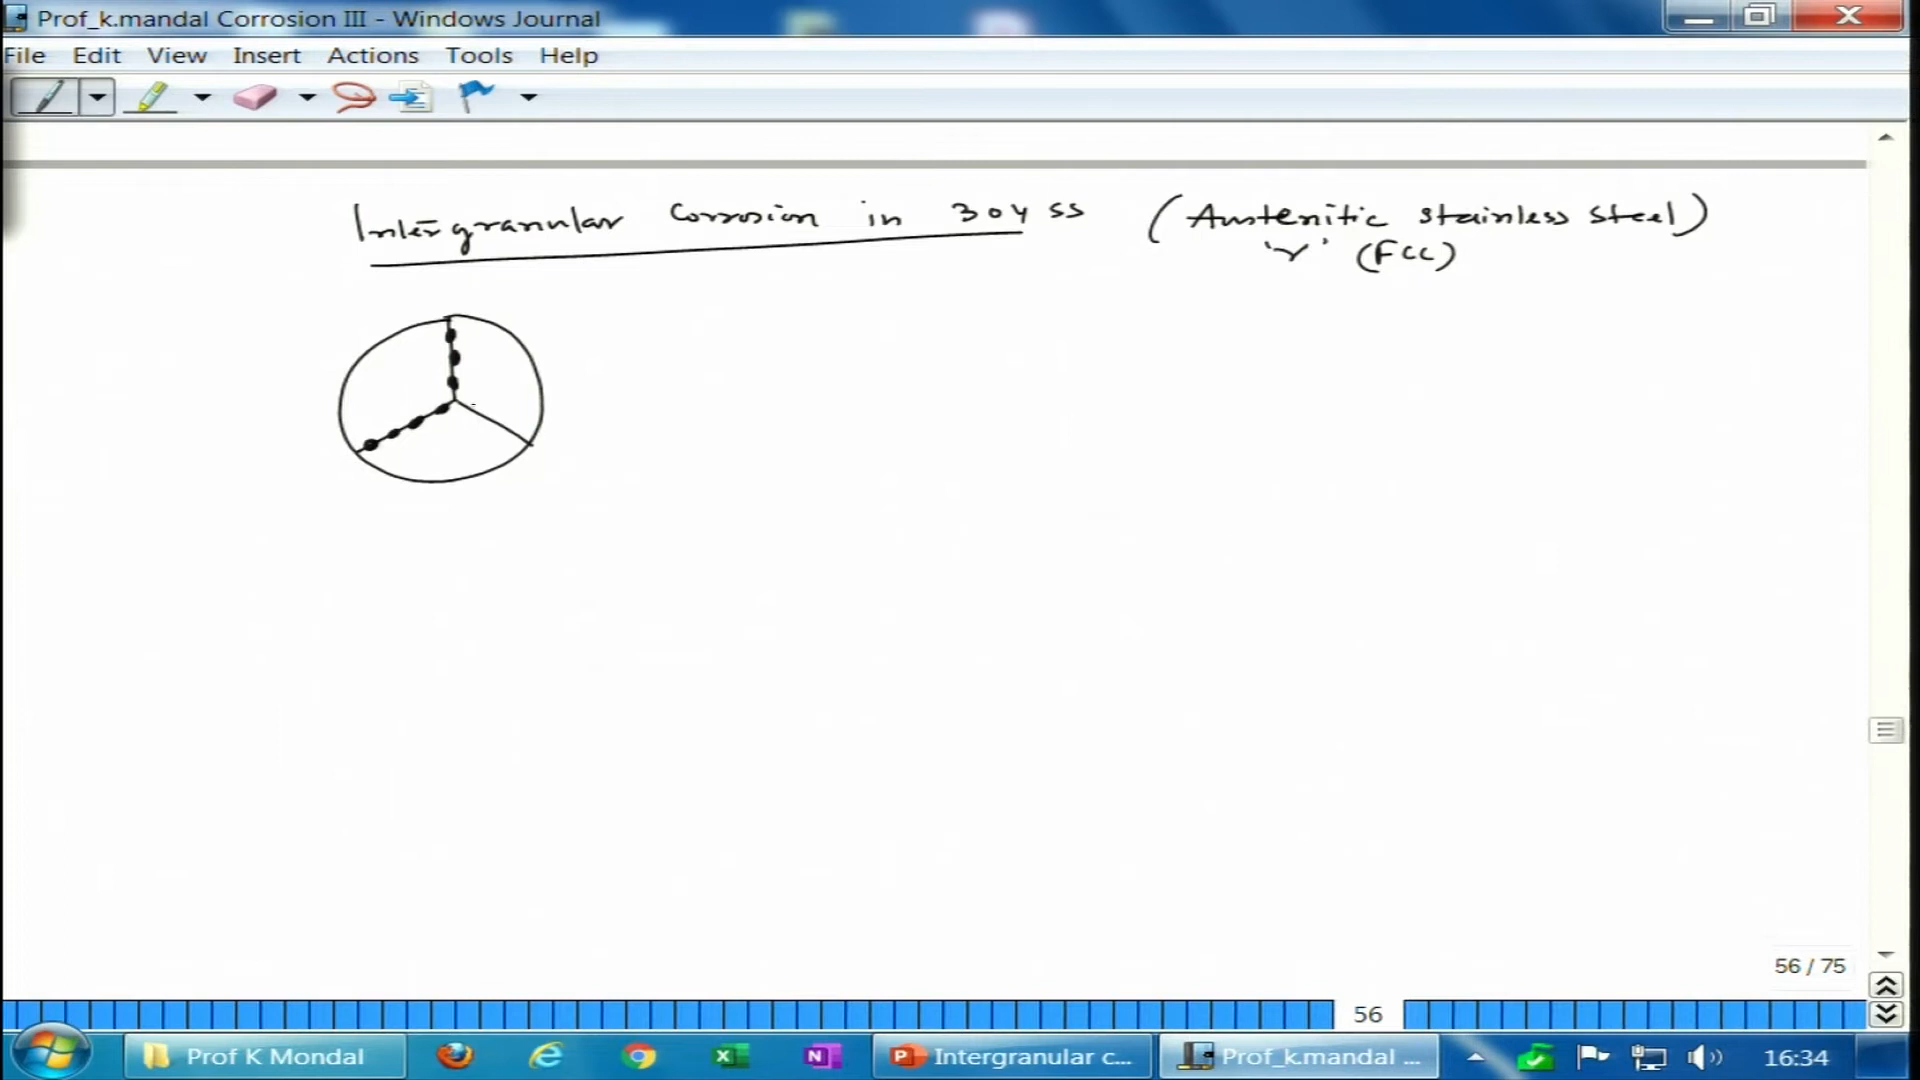 Prof_k.mandal Corrosion III - Windows Journal
File Edit View Insert Actions Tools Help
Intergranular Corrosion in 304 SS (Austenitic stainless steel)
'γ' (FCC)
56 / 75
56
Prof K Mondal
Intergranular c...
Prof_k.mandal ...
16:34